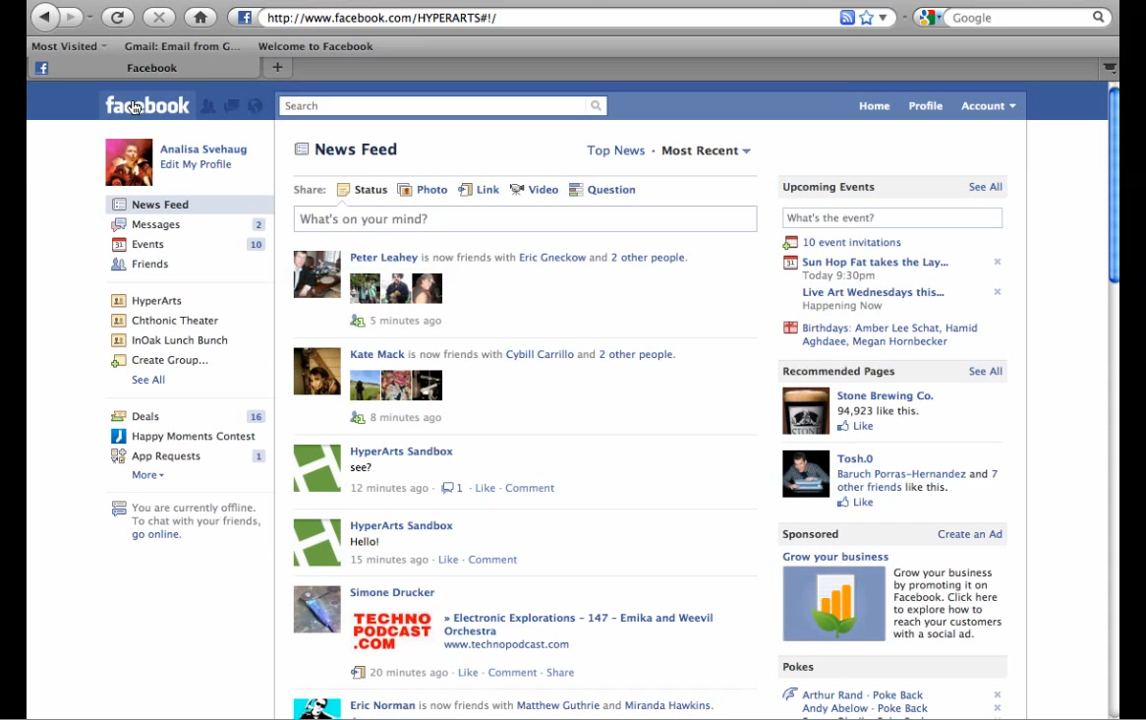 http://www.facebook.com/HYPERARTS#!/
Google
Most Visited
Gmail: Email from G...
Welcome to Facebook
Facebook
facebook
Search
Home
Profile
Account
Analisa Svehaug
Edit My Profile
News Feed
Messages 2
Events 10
Friends
HyperArts
Chthonic Theater
InOak Lunch Bunch
Create Group...
See All
Deals 16
Happy Moments Contest
App Requests 1
More
You are currently offline.
To chat with your friends,
go online.
News Feed
Top News · Most Recent
Share: Status Photo Link Video Question
What's on your mind?
Peter Leahey is now friends with Eric Gneckow and 2 other people.
5 minutes ago
Kate Mack is now friends with Cybill Carrillo and 2 other people.
8 minutes ago
HyperArts Sandbox
see?
12 minutes ago · 1 · Like · Comment
HyperArts Sandbox
Hello!
15 minutes ago · Like · Comment
Simone Drucker
TECHNO
PODCAST
.COM
» Electronic Explorations – 147 – Emika and Weevil
Orchestra
www.technopodcast.com
20 minutes ago · Like · Comment · Share
Eric Norman is now friends with Matthew Guthrie and Miranda Hawkins.
Upcoming Events
See All
What's the event?
10 event invitations
31 Sun Hop Fat takes the Lay...
Today 9:30pm
Live Art Wednesdays this...
Happening Now
Birthdays: Amber Lee Schat, Hamid
Aghdaee, Megan Hornbecker
Recommended Pages
See All
STONE
Stone Brewing Co.
94,923 like this.
Like
Tosh.0
Baruch Porras-Hernandez and 7
other friends like this.
Like
Sponsored
Create an Ad
Grow your business
Grow your business
by promoting it on
Facebook. Click here
to explore how to
reach your customers
with a social ad.
Pokes
Arthur Rand · Poke Back
Andy Abelow · Poke Back